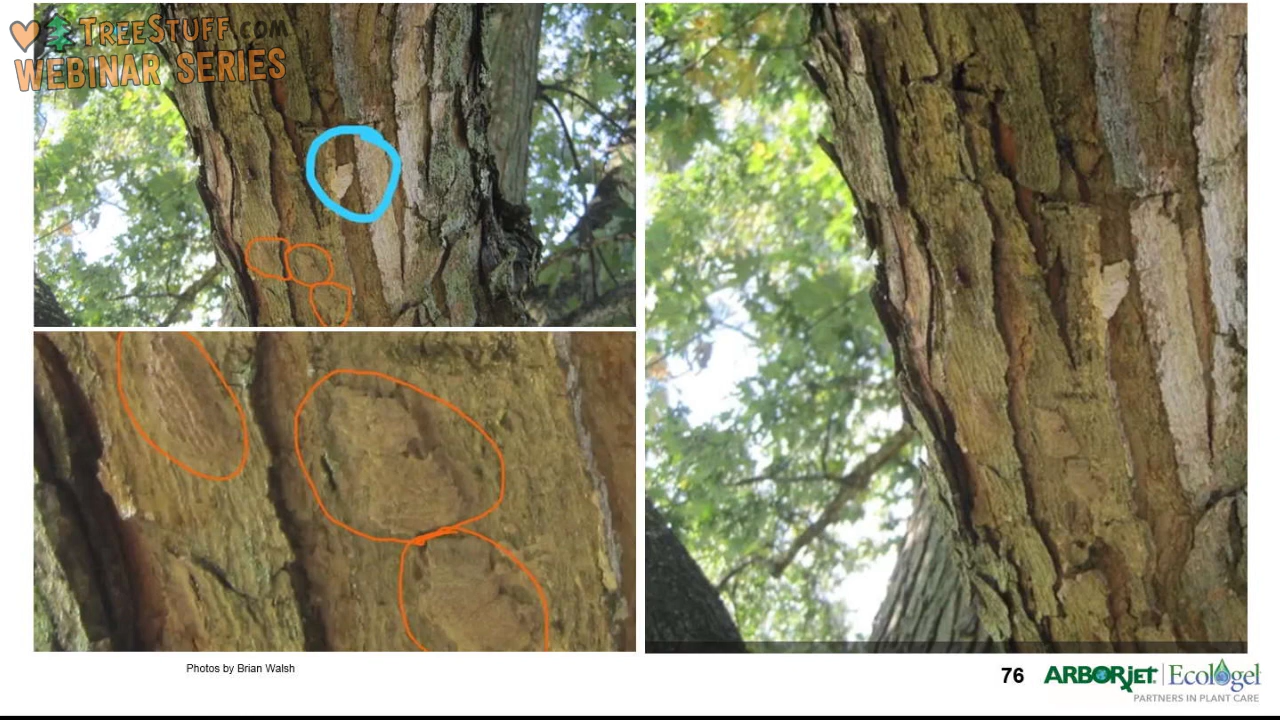 TREESTUFF.COM
WEBINAR SERIES
Photos by Brian Walsh
76
ARBORJET
Ecologel
PARTNERS IN PLANT CARE